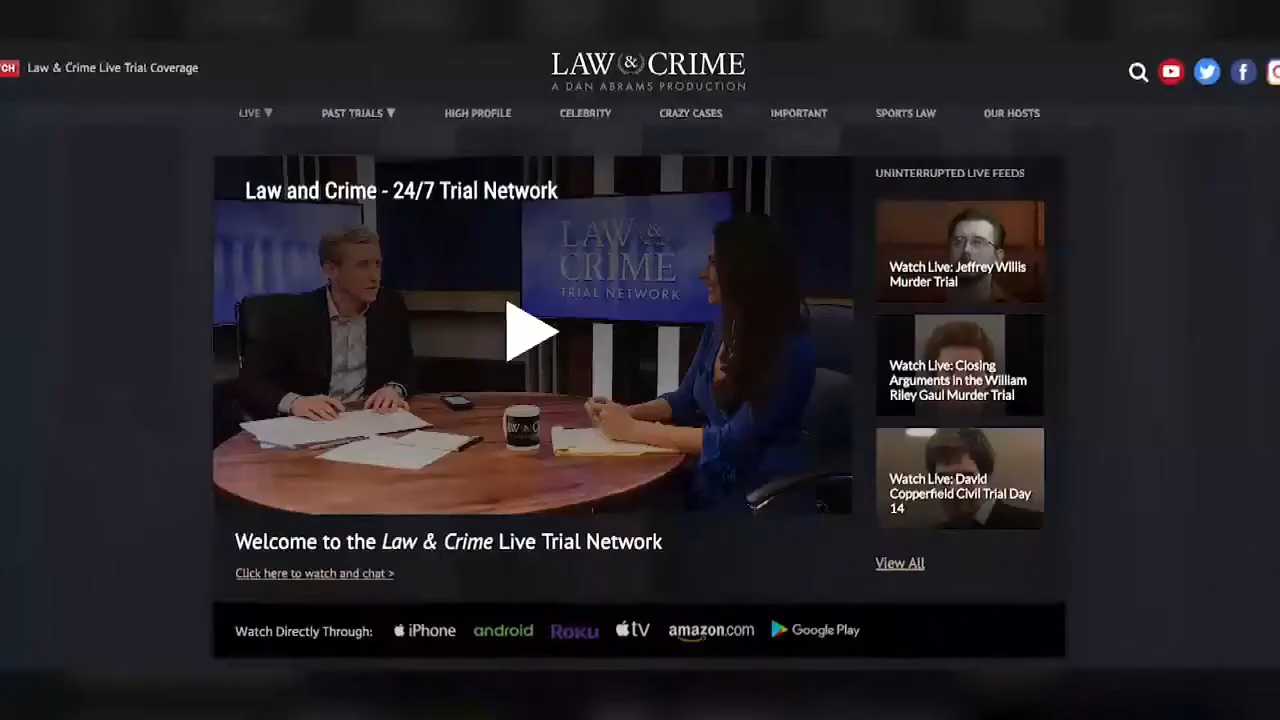 TCH
Law & Crime Live Trial Coverage
LAW & CRIME
A DAN ABRAMS PRODUCTION
LIVE ▼
PAST TRIALS ▼
HIGH PROFILE
CELEBRITY
CRAZY CASES
IMPORTANT
SPORTS LAW
OUR HOSTS
Law and Crime - 24/7 Trial Network
LAW &
CRIME
TRIAL NETWORK
UNINTERRUPTED LIVE FEEDS
Watch Live: Jeffrey Willis
Murder Trial
Watch Live: Closing
Arguments in the William
Riley Gaul Murder Trial
Watch Live: David
Copperfield Civil Trial Day
14
View All
Welcome to the Law & Crime Live Trial Network
Click here to watch and chat >
Watch Directly Through:
iPhone
android
Roku
tv
amazon.com
Google Play